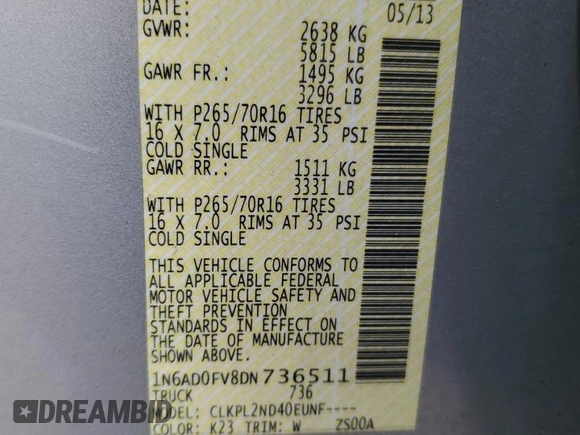 DATE: 05/13
GVWR: 2638 KG
5815 LB
GAWR FR.: 1495 KG
3296 LB
WITH P265/70R16 TIRES
16 X 7.0 RIMS AT 35 PSI
COLD SINGLE
GAWR RR.: 1511 KG
3331 LB
WITH P265/70R16 TIRES
16 X 7.0 RIMS AT 35 PSI
COLD SINGLE
THIS VEHICLE CONFORMS TO
ALL APPLICABLE FEDERAL
MOTOR VEHICLE SAFETY AND
THEFT PREVENTION
STANDARDS IN EFFECT ON
THE DATE OF MANUFACTURE
SHOWN ABOVE.
1N6AD0FV8DN736511
TRUCK 736
MODEL: CLKPL2ND40EUNF----
COLOR: K23 TRIM: W ZS00A
DEALER'S HISTORY